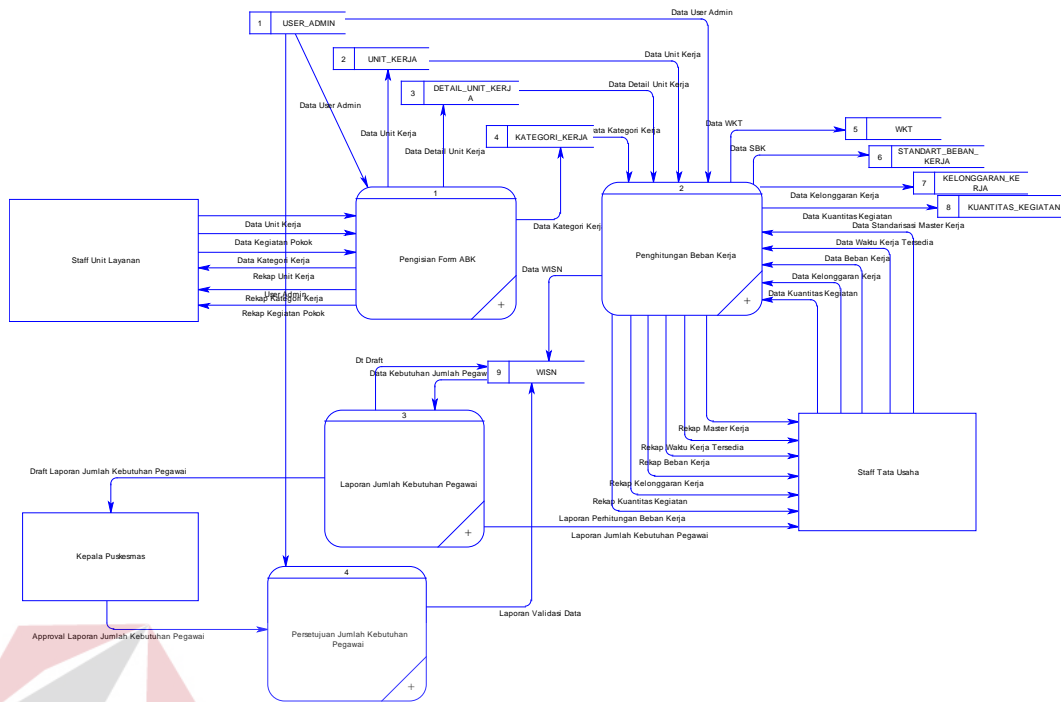 Data User Admin
1 USER_ADMIN
2 UNIT_KERJA
Data Unit Kerja
3 DETAIL_UNIT_KERJ
A
Data Detail Unit Kerja
Data User Admin
Data Unit Kerja
Data Detail Unit Kerja
4 KATEGORI_KERJA
Data Kategori Kerja
Data WKT
5 WKT
Data SBK
6 STANDART_BEBAN_
KERJA
7 KELONGGARAN_KE
RJA
Data Kelonggaran Kerja
8 KUANTITAS_KEGIATAN
Data Kuantitas Kegiatan
Data Standarisasi Master Kerja
Data Waktu Kerja Tersedia
Data Beban Kerja
Data Kelonggaran Kerja
Data Kuantitas Kegiatan
1
Pengisian Form ABK
+
Data Kategori Kerj
2
Penghitungan Beban Kerja
+
Staff Unit Layanan
Data Unit Kerja
Data Kegiatan Pokok
Data Kategori Kerja
Rekap Unit Kerja
User Admin
Rekap Kategori Kerja
Rekap Kegiatan Pokok
Data WISN
Dt Draft
9 WISN
Data Kebutuhan Jumlah Pegaw
3
Laporan Jumlah Kebutuhan Pegawai
+
Rekap Master Kerja
Rekap Waktu Kerja Tersedia
Rekap Beban Kerja
Rekap Kelonggaran Kerja
Rekap Kuantitas Kegiatan
Laporan Perhitungan Beban Kerja
Laporan Jumlah Kebutuhan Pegawai
Staff Tata Usaha
Draft Laporan Jumlah Kebutuhan Pegawai
Kepala Puskesmas
Approval Laporan Jumlah Kebutuhan Pegawai
4
Persetujuan Jumlah Kebutuhan
Pegawai
+
Laporan Validasi Data